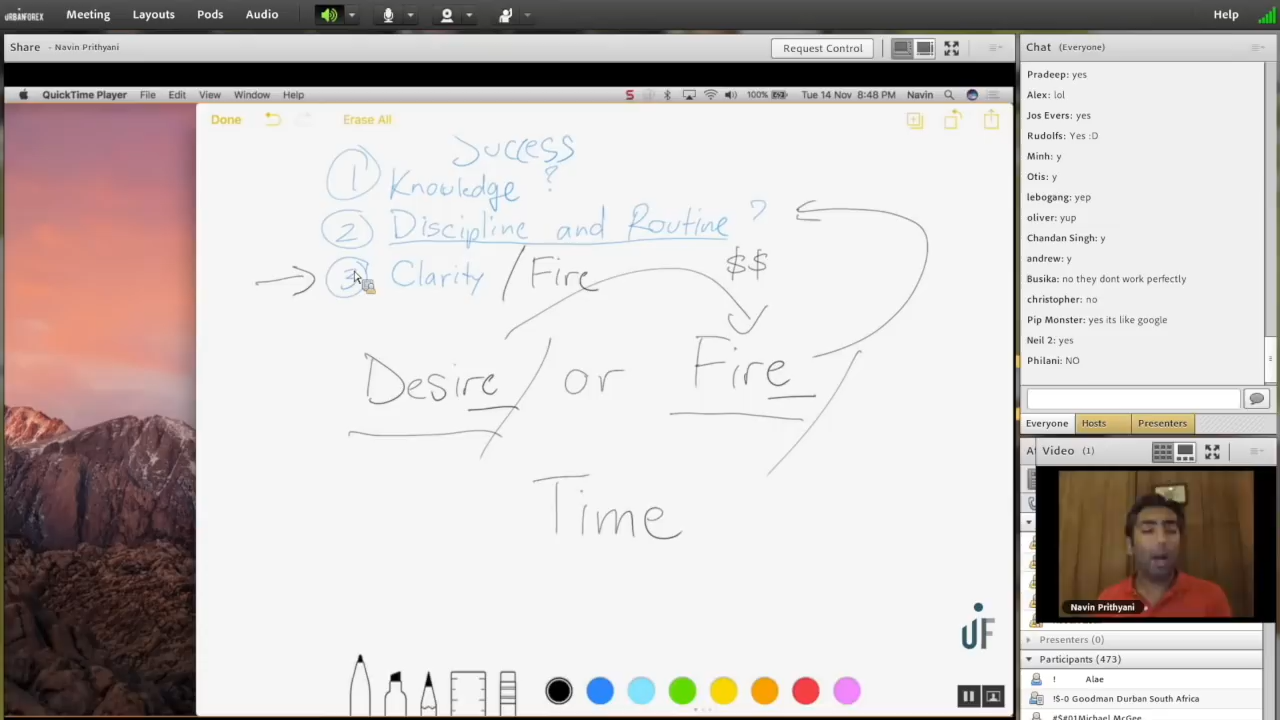 URBANFOREX Meeting Layouts Pods Audio Help
Share - Navin Prithyani
Request Control
QuickTime Player File Edit View Window Help
S 100% Tue 14 Nov 8:48 PM Navin
Done Erase All
Success
1 Knowledge ?
2 Discipline and Routine ?
3 Clarity / Fire
$$
Desire / or Fire /
Time
UF
Chat (Everyone)
Pradeep: yes
Alex: lol
Jos Evers: yes
Rudolfs: Yes :D
Minh: y
Otis: y
lebogang: yep
oliver: yup
Chandan Singh: y
andrew: y
Busika: no they dont work perfectly
christopher: no
Pip Monster: yes its like google
Neil 2: yes
Philani: NO
Everyone Hosts Presenters
Video (1)
Navin Prithyani
Presenters (0)
Participants (473)
! Alae
!$-0 Goodman Durban South Africa
#$#01Michael McGee